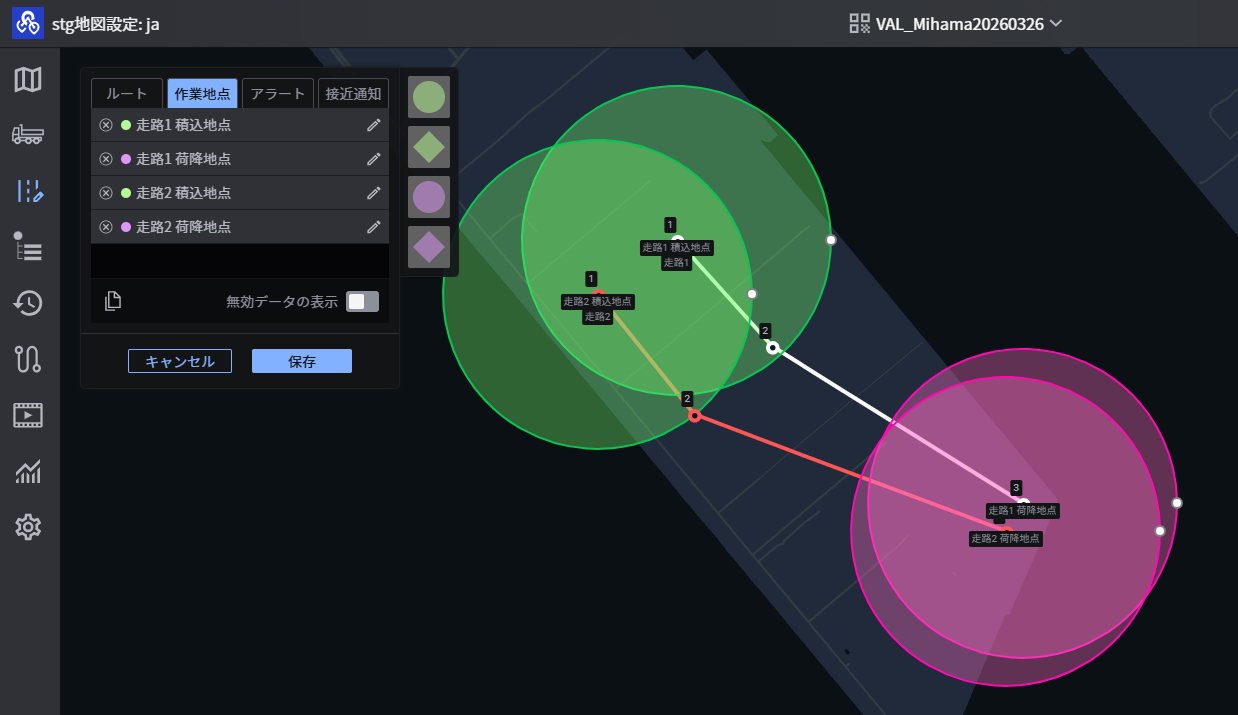 stg地図設定: ja
VAL_Mihama20260326
ルート 作業地点 アラート 接近通知
走路1 積込地点
走路1 荷降地点
走路2 積込地点
走路2 荷降地点
無効データの表示
キャンセル 保存
1
走路1 積込地点
走路1
1
走路2 積込地点
走路2
2
2
3
走路1 荷降地点
走路2 荷降地点